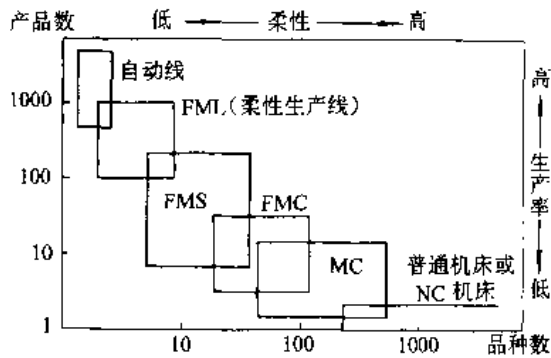 产品数
低 柔性 高
自动线
1000
FML(柔性生产线)
高
生产率
低
100
FMS
FMC
10
MC
普通机床或
NC 机床
1
10
100
1000
品种数